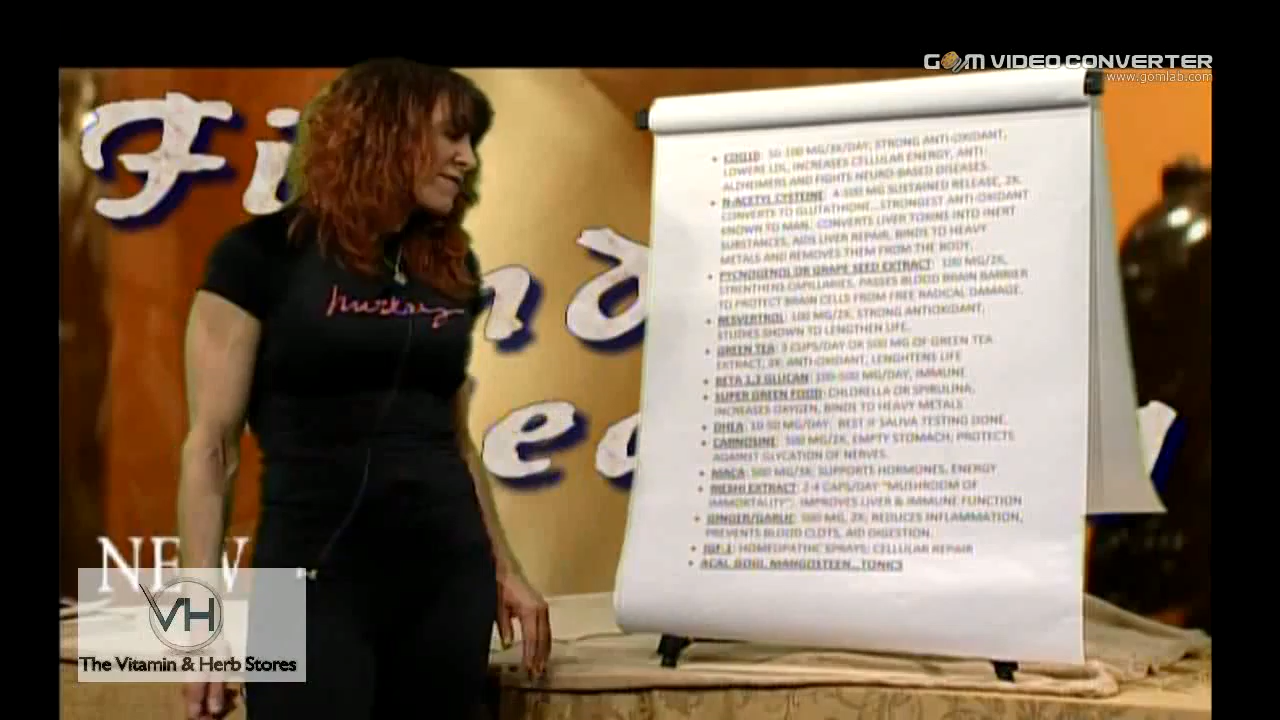 GOM VIDEO CONVERTER
www.gomlab.com
Fi nd
ea
NEW
VH
The Vitamin & Herb Stores
50-100 MG/3X/DAY; STRONG ANTI-OXIDANT,
LOWERS LDL, INCREASES CELLULAR ENERGY, ANTI-
ALZHEIMERS AND FIGHTS NEURO-BASED DISEASES.
• N-ACETYL CYSTEINE: MG SUSTAINED RELEASE, 2X.
CONVERTS TO GLUTATHONE...STRONGEST ANTI-OXIDANT
KNOWN TO MAN. CONVERTS LIVER TOXINS INTO INERT
SUBSTANCES, AIDS LIVER REPAIR, BINDS TO HEAVY
METALS AND REMOVES THEM FROM THE BODY.
• PYCNOGENOL OR GRAPE SEED EXTRACT: 100 MG/2X,
STRENTHENS CAPILLARIES, PASSES BLOOD BRAIN BARRIER
TO PROTECT BRAIN CELLS FROM FREE RADICAL DAMAGE.
• RESVERTROL: 100 MG/2X, STRONG ANTIOXIDANT,
STUDIES SHOWN TO LENGTHEN LIFE.
• GREEN TEA: 3 CUPS/DAY OR 500 MG OF GREEN TEA
EXTRACT, 2X: ANTI-OXIDANT, LENGHTENS LIFE
• BETA 1,3 GLUCAN: 100-500 MG/DAY, IMMUNE
• SUPER GREEN FOOD: CHLORELLA OR SPIRULINA,
INCREASES OXYGEN, BINDS TO HEAVY METALS
• DHEA: 10-50 MG/DAY; BEST IF SALIVA TESTING DONE.
• CARNOSINE: 500 MG/2X, EMPTY STOMACH; PROTECTS
AGAINST GLYCATION OF NERVES.
• MACA: 500 MG/3X: SUPPORTS HORMONES, ENERGY
• REISHI EXTRACT: 2-4 CAPS/DAY "MUSHROOM OF
IMMORTALITY"; IMPROVES LIVER & IMMUNE FUNCTION
• GINGER/GARLIC: 500 MG, 2X; REDUCES INFLAMMATION,
PREVENTS BLOOD CLOTS, AID DIGESTION.
• IGF-1: HOMEOPATHIC SPRAYS: CELLULAR REPAIR
• ACAI, GOGI, MANGOSTEEN...TONICS